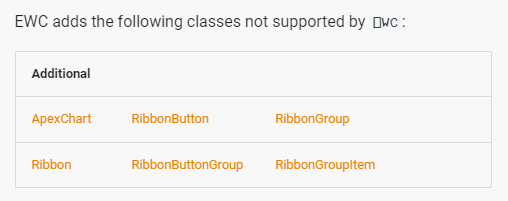 EWC adds the following classes not supported by ⎕WC :
Additional
ApexChart RibbonButton RibbonGroup
Ribbon RibbonButtonGroup RibbonGroupItem